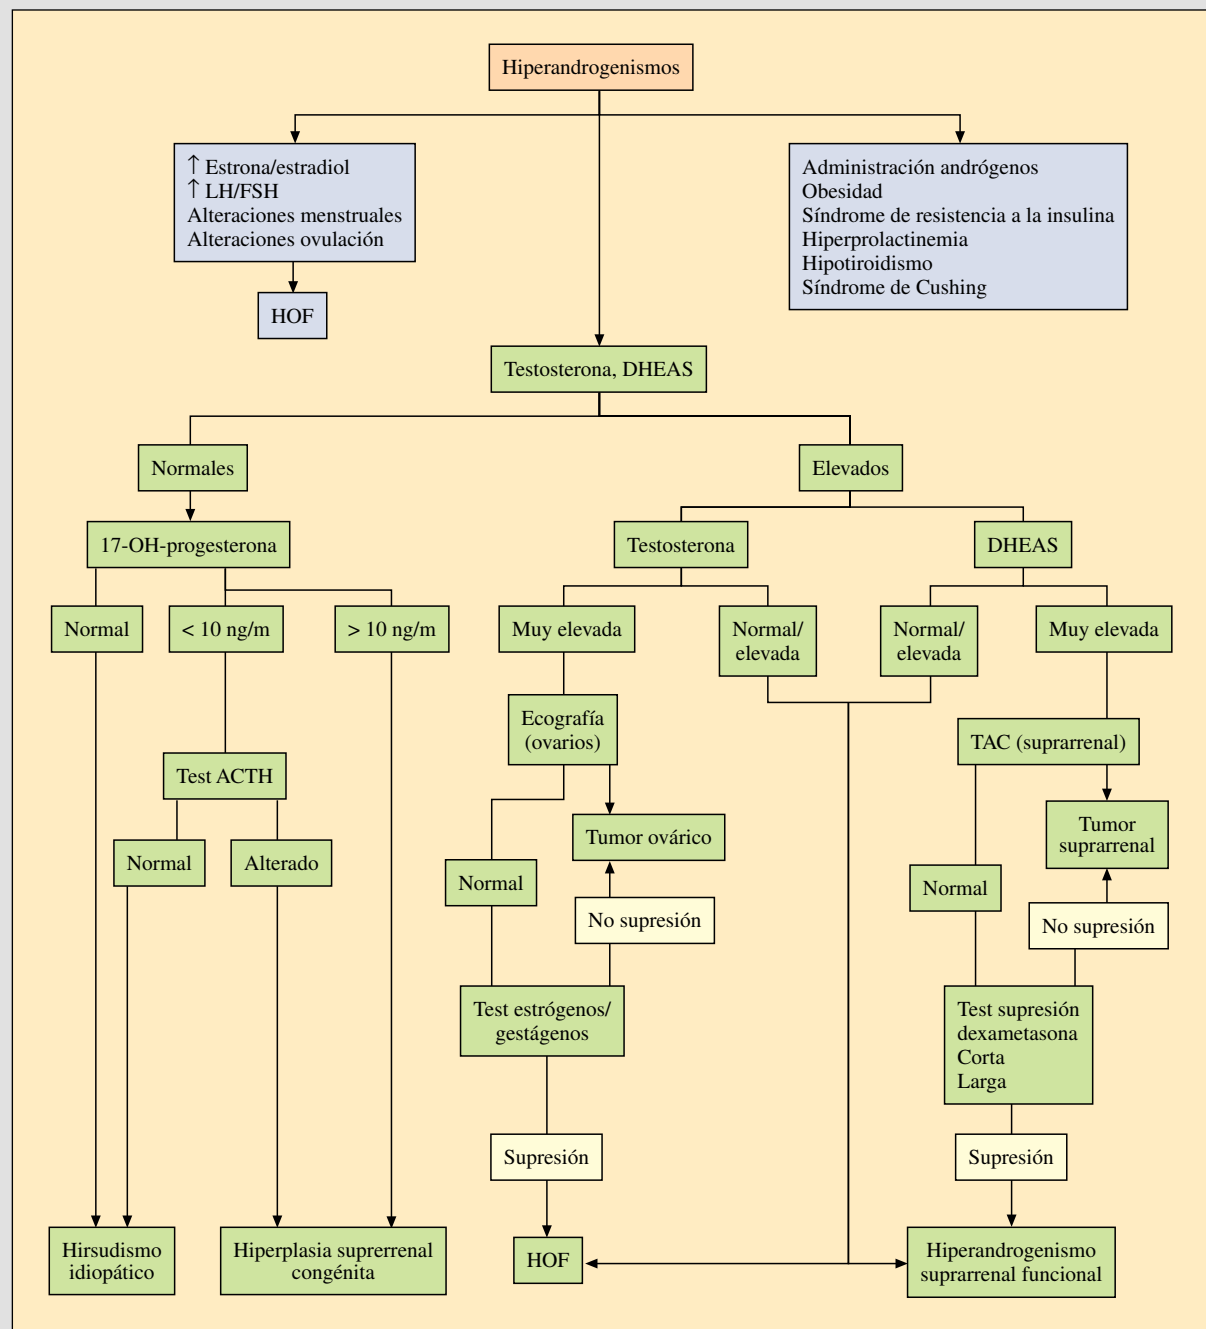 Hiperandrogenismos
↑ Estrona/estradiol
↑ LH/FSH
Alteraciones menstruales
Alteraciones ovulación
HOF
Administración andrógenos
Obesidad
Síndrome de resistencia a la insulina
Hiperprolactinemia
Hipotiroidismo
Síndrome de Cushing
Testosterona, DHEAS
Normales
Elevados
17-OH-progesterona
Testosterona
DHEAS
Normal
< 10 ng/m
> 10 ng/m
Muy elevada
Normal/
elevada
Normal/
elevada
Muy elevada
Ecografía
(ovarios)
TAC (suprarrenal)
Test ACTH
Tumor ovárico
Tumor
suprarrenal
Normal
Alterado
Normal
Normal
No supresión
No supresión
Test estrógenos/
gestágenos
Test supresión
dexametasona
Corta
Larga
Supresión
Supresión
Hirsudismo
idiopático
Hiperplasia suprerrenal
congénita
HOF
Hiperandrogenismo
suprarrenal funcional